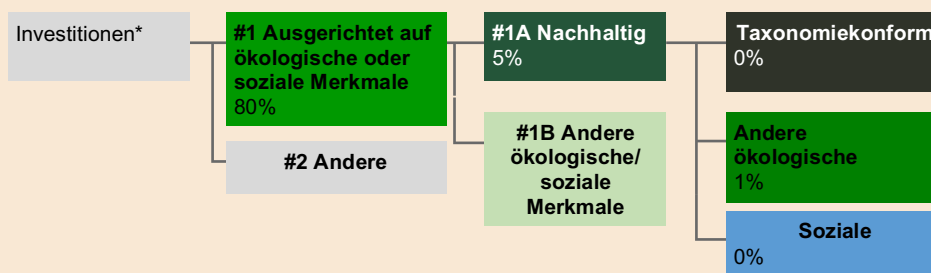 Investitionen*
#1 Ausgerichtet auf
ökologische oder
soziale Merkmale
80%
#2 Andere
#1A Nachhaltig
5%
#1B Andere
ökologische/
soziale
Merkmale
Taxonomiekonform
0%
Andere
ökologische
1%
Soziale
0%